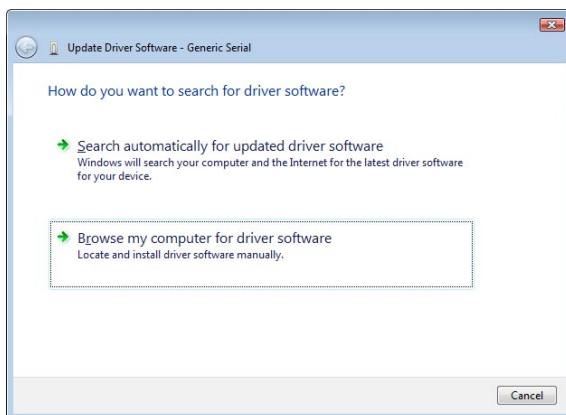 Update Driver Software - Generic Serial
How do you want to search for driver software?
Search automatically for updated driver software
Windows will search your computer and the Internet for the latest driver software
for your device.
Browse my computer for driver software
Locate and install driver software manually.
Cancel